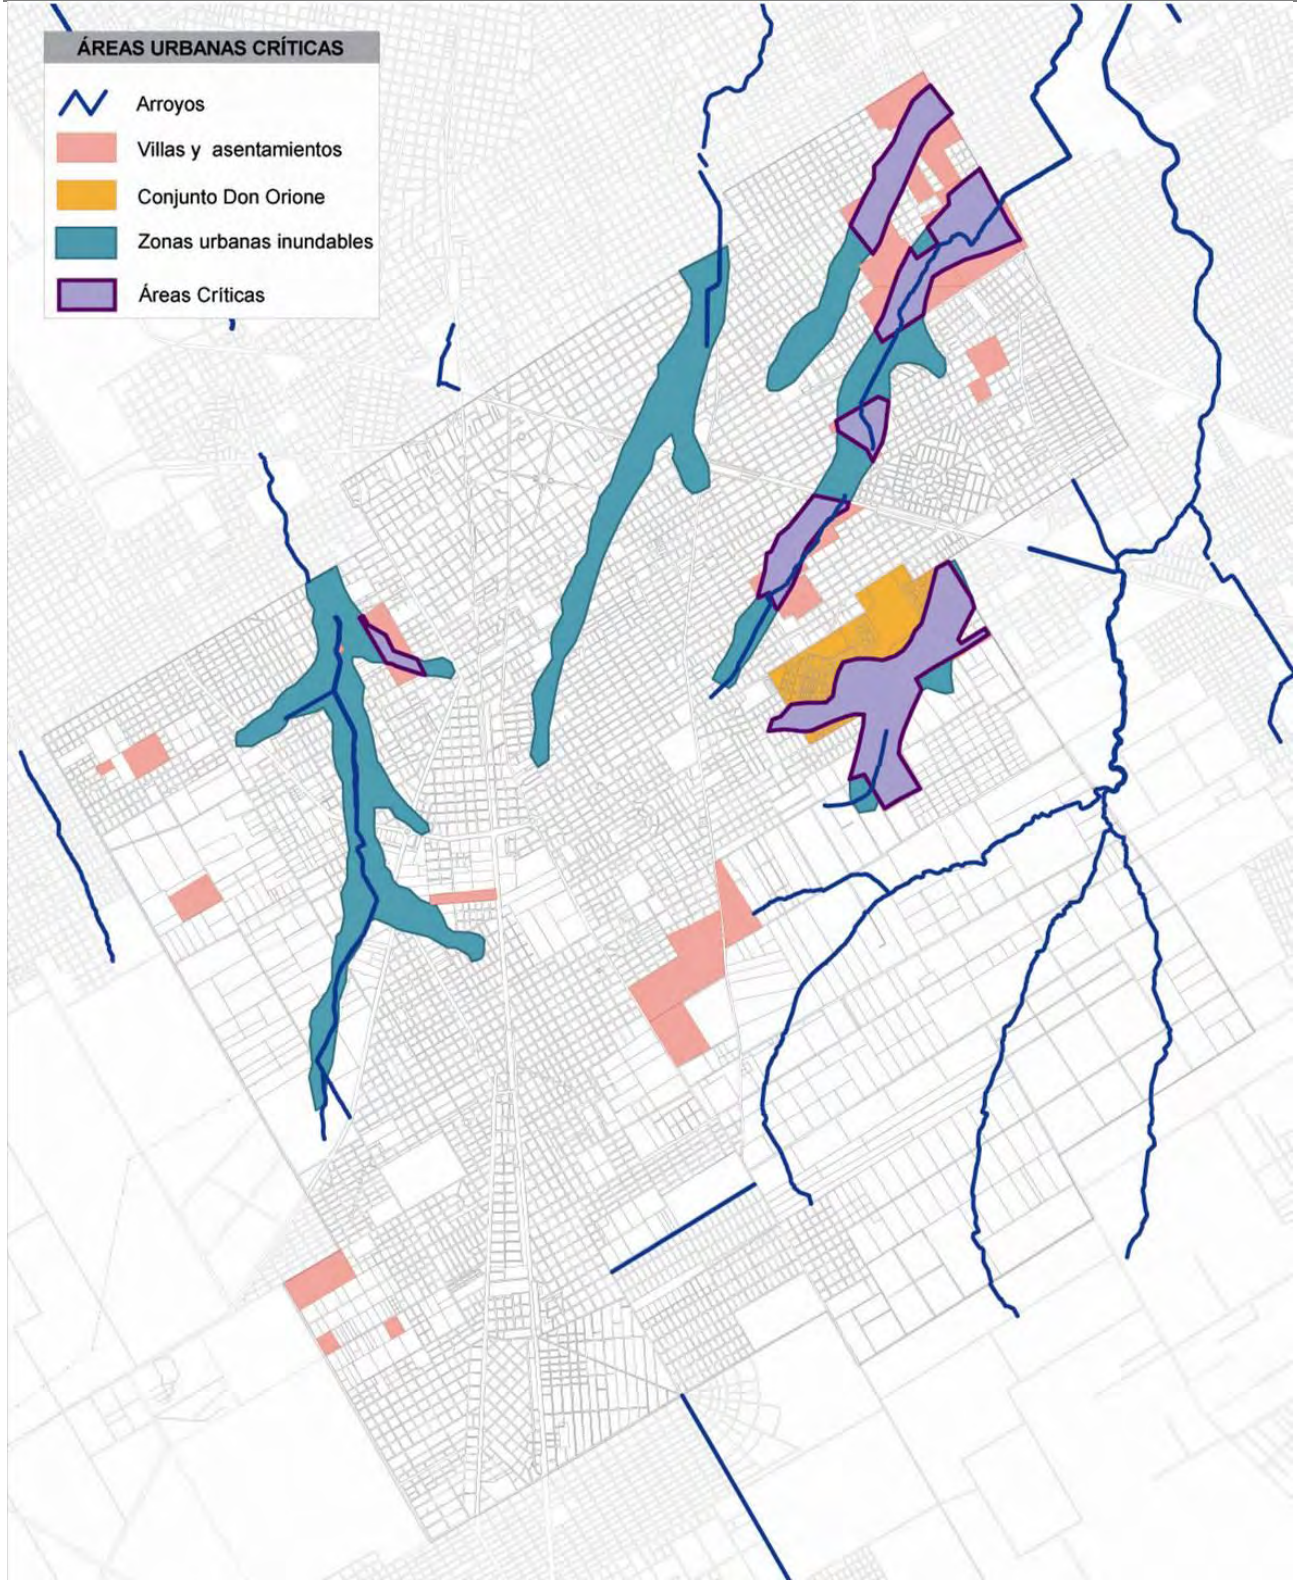 ÁREAS URBANAS CRÍTICAS
Arroyos
Villas y asentamientos
Conjunto Don Orione
Zonas urbanas inundables
Áreas Críticas